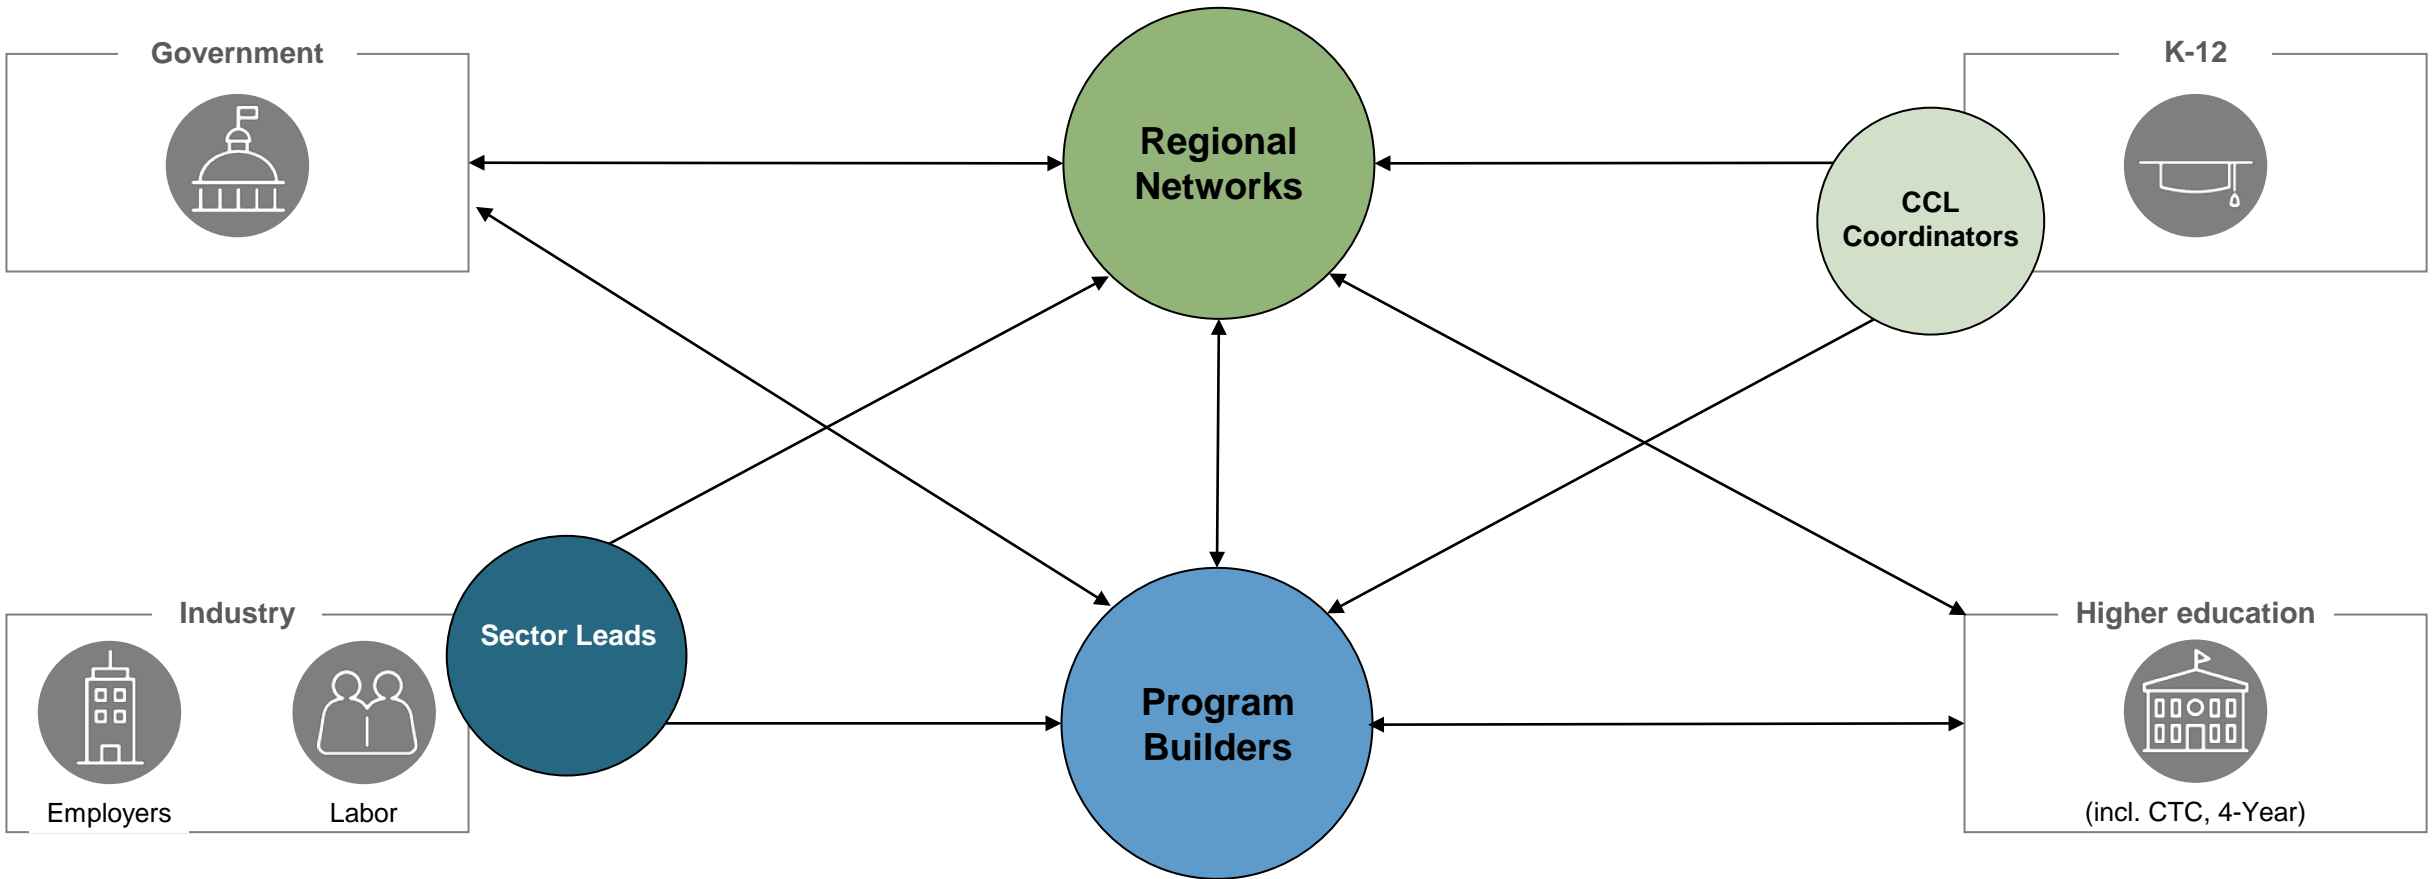 Government
Regional
Networks
K-12
CCL
Coordinators
Industry
Employers
Labor
Sector Leads
Program
Builders
Higher education
(incl. CTC, 4-Year)